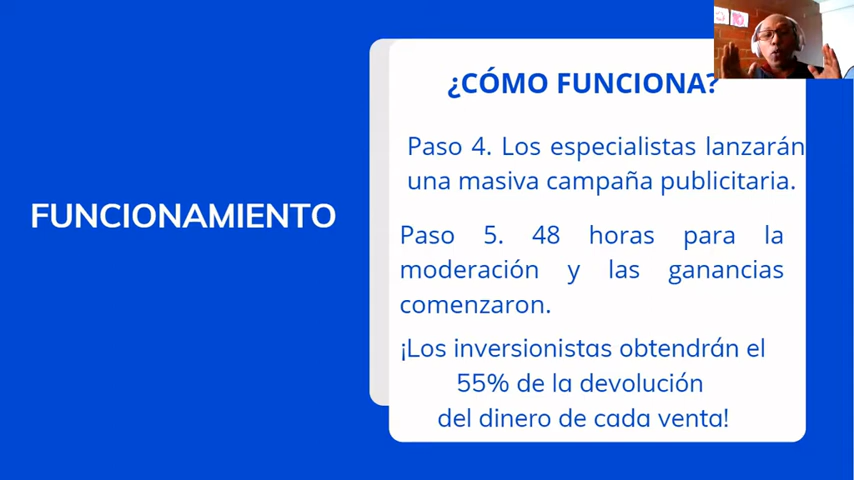 ¿CÓMO FUNCIONA?
Paso 4. Los especialistas lanzarán
una masiva campaña publicitaria.
FUNCIONAMIENTO
Paso 5. 48 horas para la
moderación y las ganancias
comenzaron.
¡Los inversionistas obtendrán el
55% de la devolución
del dinero de cada venta!